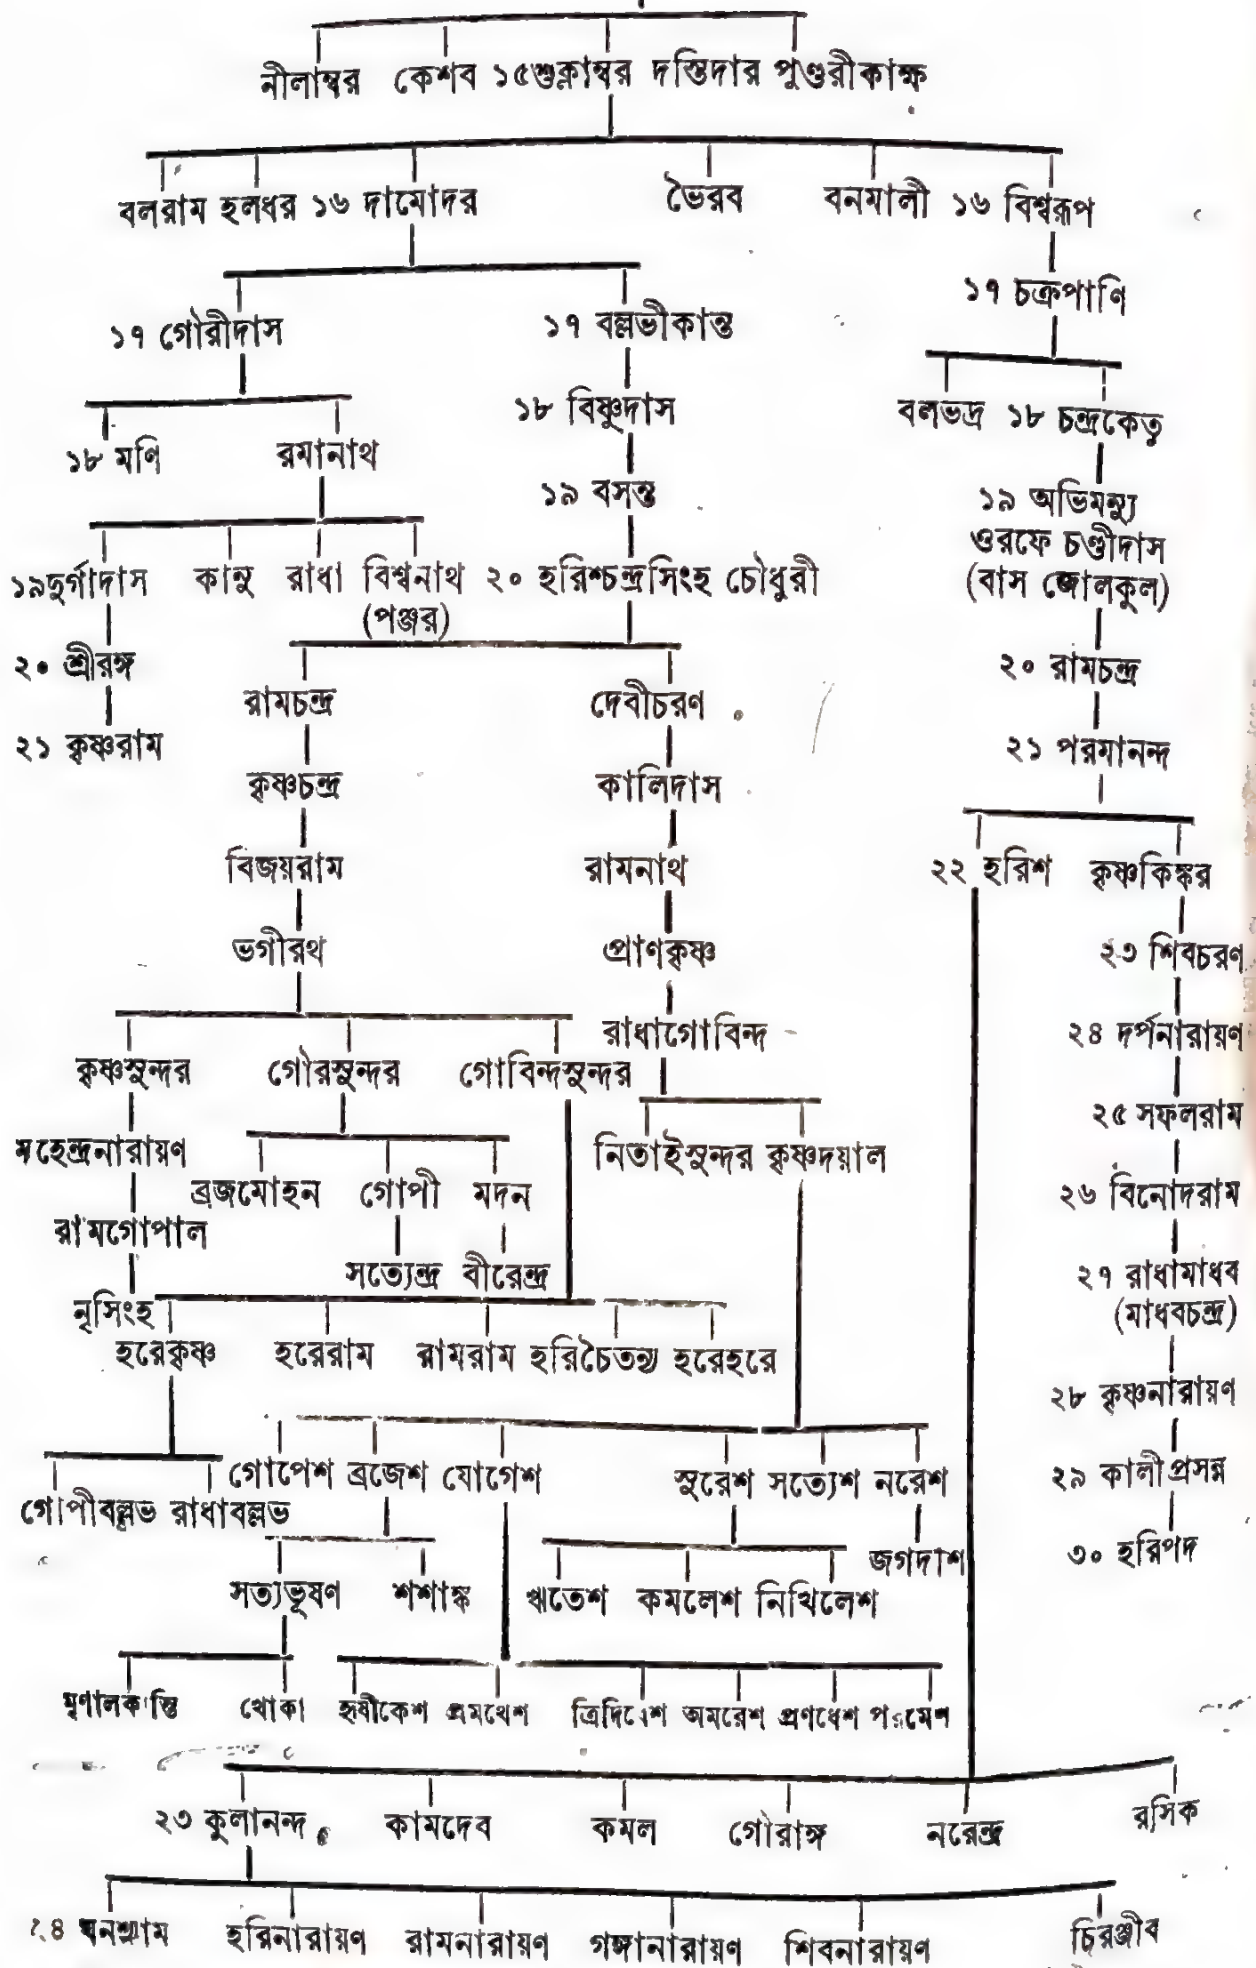 নীলাম্বর কেশব ১৫শুক্লাম্বর দস্তিদার পুণ্ডরীকাক্ষ
বলরাম হলধর ১৬ দামোদর ভৈরব বনমালী ১৬ বিশ্বরূপ
১৭ চক্রপাণি
১৭ গৌরীদাস ১৭ বল্লভীকান্ত
১৮ বিষ্ণুদাস বলভদ্র ১৮ চন্দ্রকেতু
১৮ মণি রমানাথ
১৯ বসন্ত ১৯ অভিমন্যু
ওরফে চণ্ডীদাস
১৯দুর্গাদাস কানু রাধা বিশ্বনাথ ২০ হরিশ্চন্দ্রসিংহ চৌধুরী (বাস জোলকুল)
(পঞ্জর)
২০ শ্রীরঙ্গ ২০ রামচন্দ্র
রামচন্দ্র দেবীচরণ
২১ কৃষ্ণরাম ২১ পরমানন্দ
কৃষ্ণচন্দ্র কালিদাস
বিজয়রাম রামনাথ ২২ হরিশ কৃষ্ণকিঙ্কর
ভগীরথ প্রাণকৃষ্ণ ২৩ শিবচরণ
রাধাগোবিন্দ ২৪ দর্পনারায়ণ
কৃষ্ণসুন্দর গৌরসুন্দর গোবিন্দসুন্দর
২৫ সফলরাম
মহেন্দ্রনারায়ণ নিতাইসুন্দর কৃষ্ণদয়াল
ব্রজমোহন গোপী মদন ২৬ বিনোদরাম
রামগোপাল
সত্যেন্দ্র বীরেন্দ্র ২৭ রাধামাধব
নৃসিংহ (মাধবচন্দ্র)
হরেকৃষ্ণ হরেরাম রামরাম হরিচৈতন্য হরেহরে
২৮ কৃষ্ণনারায়ণ
গোপেশ ব্রজেশ যোগেশ সুরেশ সত্যেশ নরেশ ২৯ কালীপ্রসন্ন
গোপীবল্লভ রাধাবল্লভ
জগদীশ ৩০ হরিপদ
সত্যভূষণ শশাঙ্ক ঋতেশ কমলেশ নিখিলেশ
মৃণালকান্তি খোকা হৃষীকেশ প্রমথেশ ত্রিদিবেশ অমরেশ প্রণধেশ পরমেশ
২৩ কুলানন্দ কামদেব কমল গৌরাঙ্গ নরেন্দ্র রসিক
২৪ ঘনশ্যাম হরিনারায়ণ রামনারায়ণ গঙ্গানারায়ণ শিবনারায়ণ চিরঞ্জীব